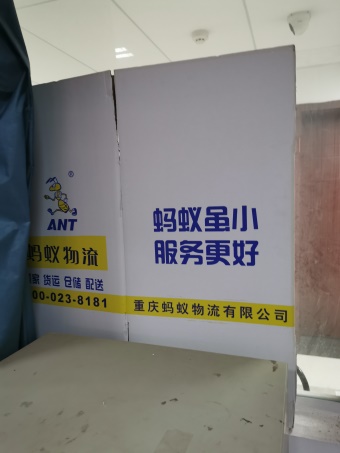 ®
ANT
蚂蚁物流
货运 仓储 配送
00-023-8181
蚂蚁虽小
服务更好
重庆蚂蚁物流有限公司